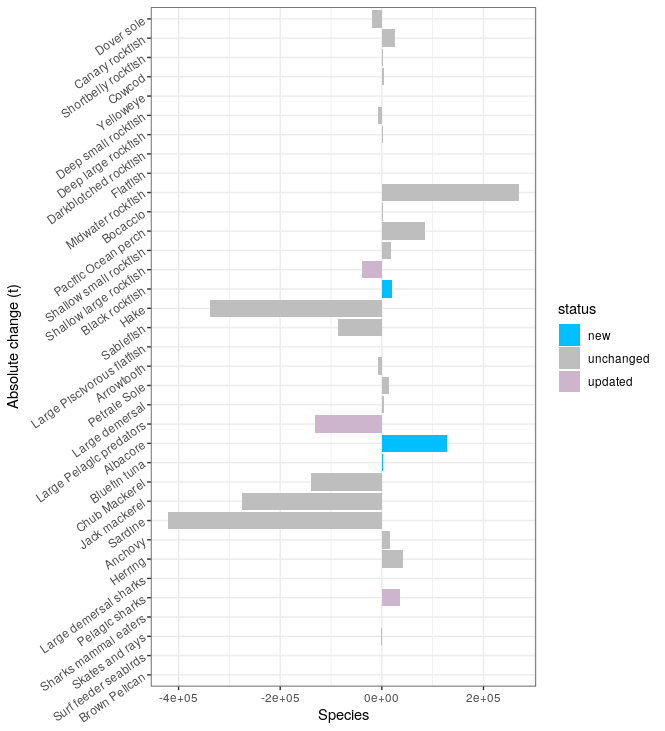 Dover sole
Canary rockfish
Shortbelly rockfish
Cowcod
Yelloweye
Deep small rockfish
Deep large rockfish
Darkblotched rockfish
Flatfish
Midwater rockfish
Bocaccio
Pacific Ocean perch
Shallow small rockfish
Shallow large rockfish
Black rockfish
Hake
Sablefish
Large Piscivorous flatfish
Arrowtooth
Petrale Sole
Large demersal
Large Pelagic predators
Albacore
Bluefin tuna
Chub Mackerel
Jack mackerel
Sardine
Anchovy
Herring
Large demersal sharks
Pelagic sharks
Sharks mammal eaters
Skates and rays
Surf feeder seabirds
Brown Pelican
Absolute change (t)
-4e+05 -2e+05 0e+00 2e+05
Species
status
new
unchanged
updated